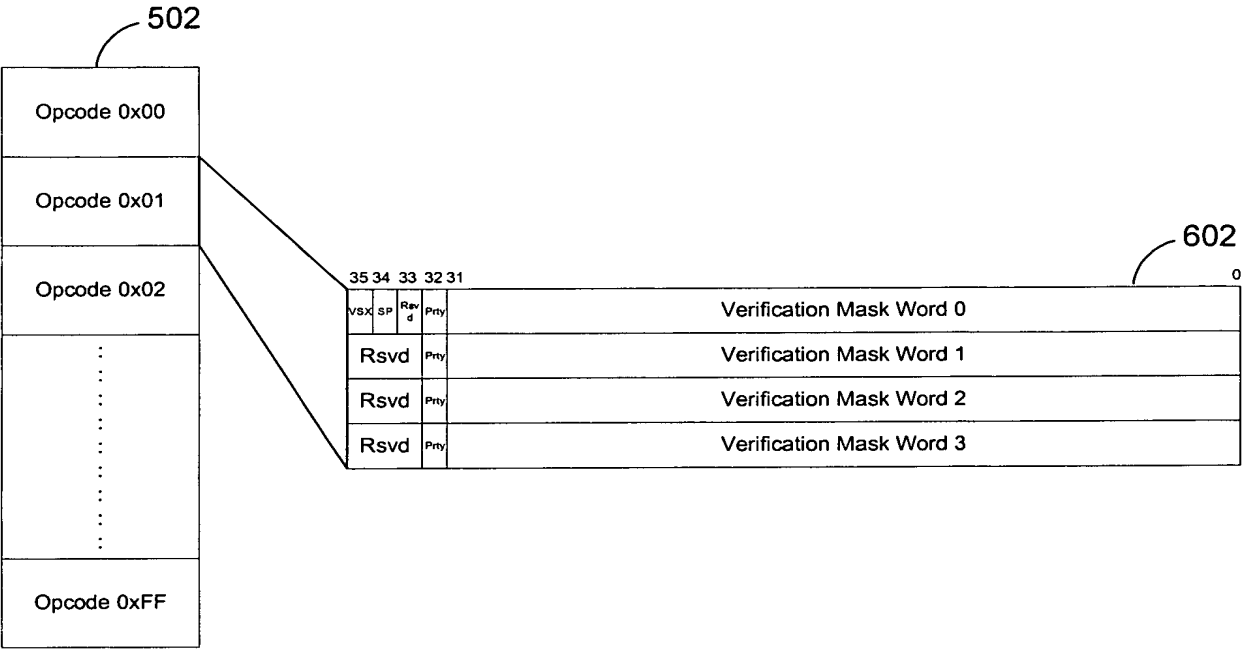 502
Opcode 0x00
Opcode 0x01
Opcode 0x02
Opcode 0xFF
602
35 34 33 32 31 0
VSX SP Rsv d Prty Verification Mask Word 0
Rsvd Prty Verification Mask Word 1
Rsvd Prty Verification Mask Word 2
Rsvd Prty Verification Mask Word 3